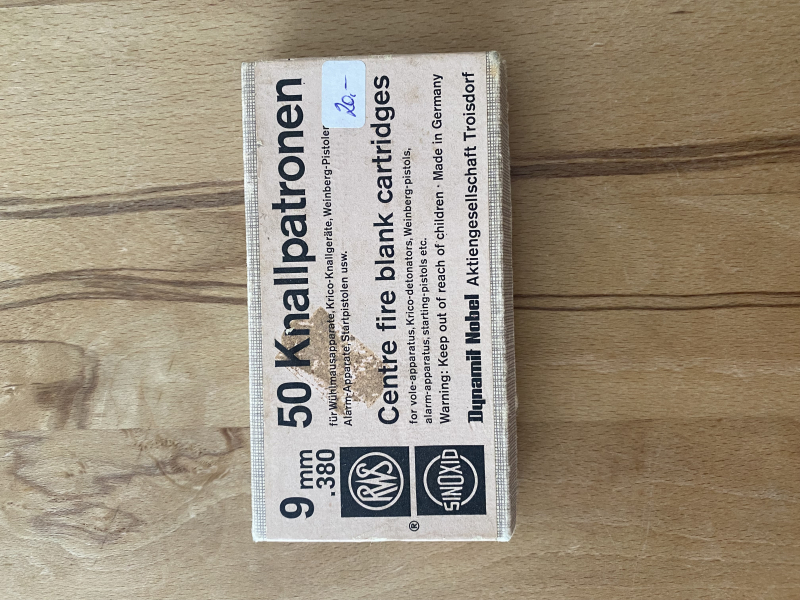 9 mm
.380
RWS
®
SINOXID
50 Knallpatronen
für Wühlmausapparate, Krico-Knallgeräte, Weinberg-Pistolen
Alarm-Apparate, Startpistolen usw.
20,-
Centre fire blank cartridges
for vole-apparatus, Krico-detonators, Weinberg-pistols,
alarm-apparatus, starting-pistols etc.
Warning: Keep out of reach of children · Made in Germany
Dynamit Nobel Aktiengesellschaft Troisdorf